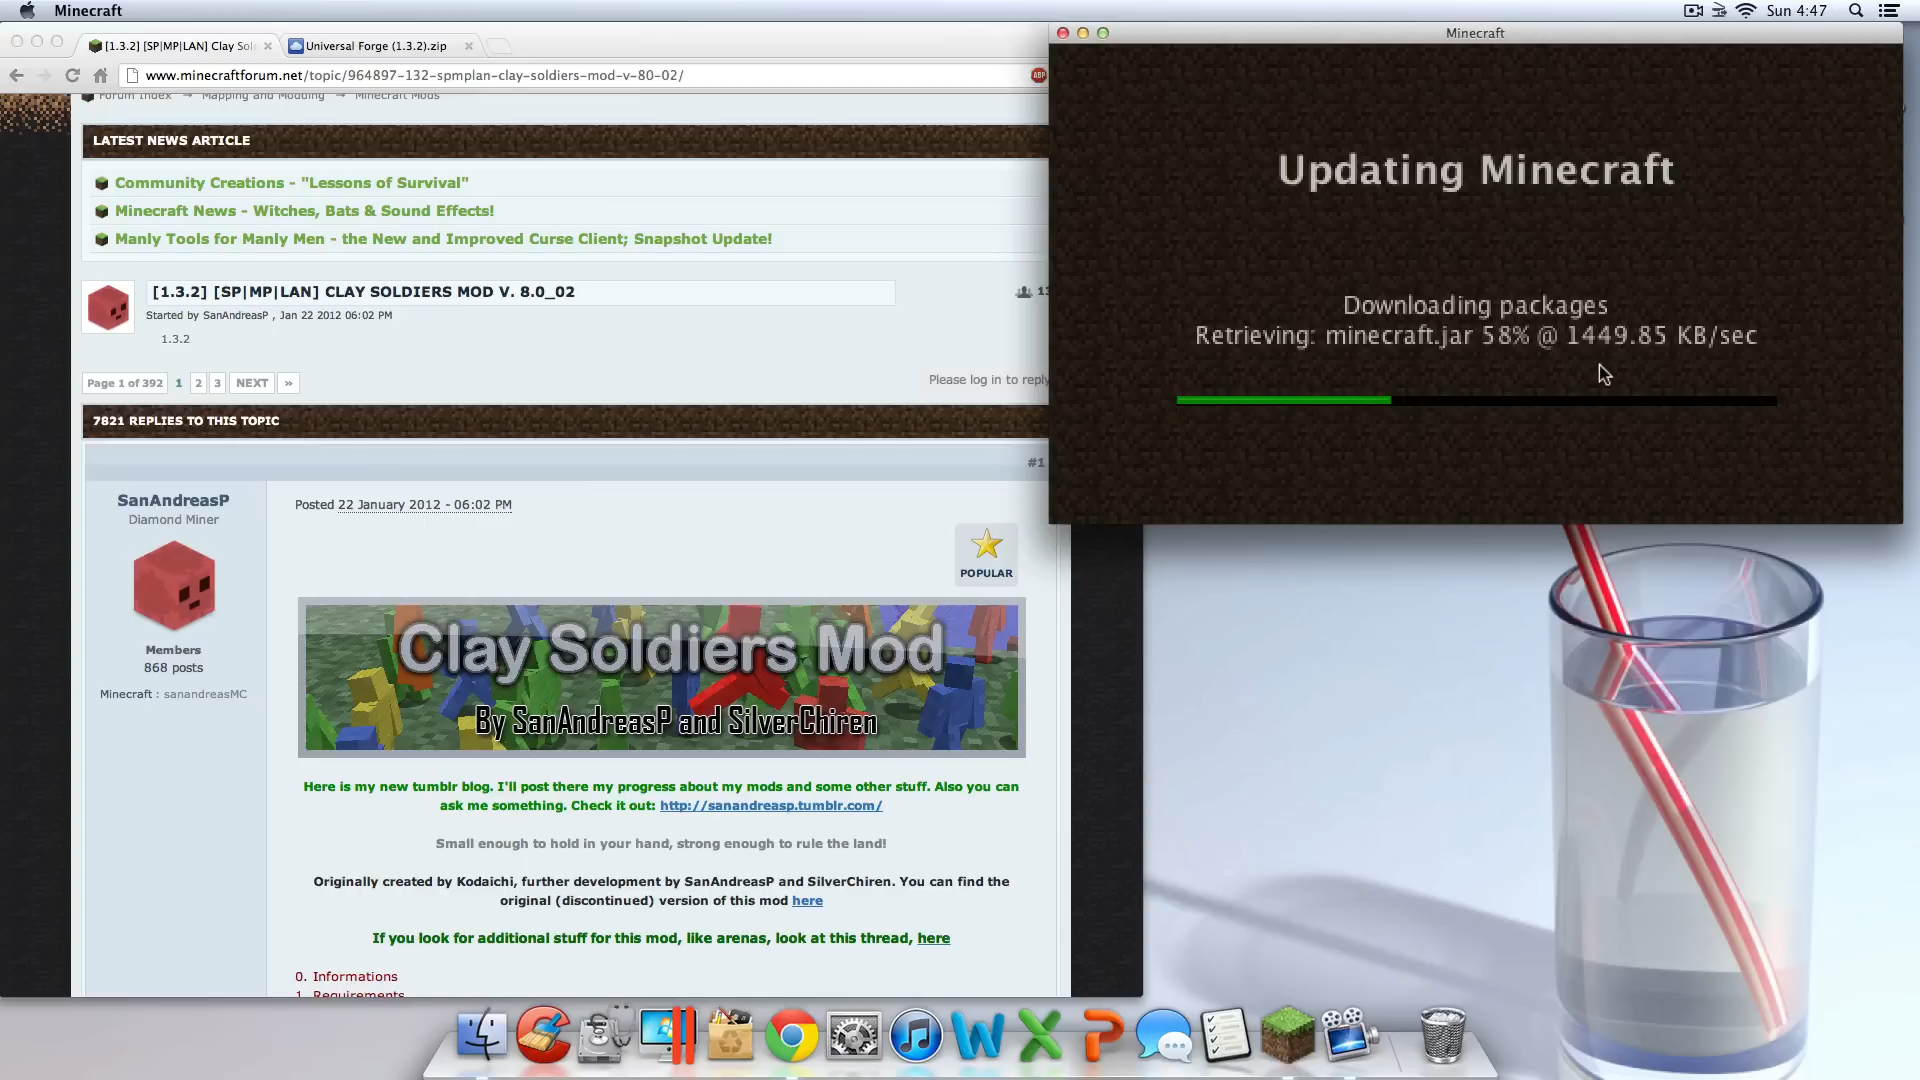 Minecraft
Sun 4:47
[1.3.2] [SP|MP|LAN] Clay Sol
Universal Forge (1.3.2).zip
www.minecraftforum.net/topic/964897-132-spmplan-clay-soldiers-mod-v-80-02/
ABP
Forum Index → Mapping and Modding → Minecraft Mods
LATEST NEWS ARTICLE
Community Creations - "Lessons of Survival"
Minecraft News - Witches, Bats & Sound Effects!
Manly Tools for Manly Men - the New and Improved Curse Client; Snapshot Update!
[1.3.2] [SP|MP|LAN] CLAY SOLDIERS MOD V. 8.0_02
Started by SanAndreasP , Jan 22 2012 06:02 PM
1.3.2
Page 1 of 392 1 2 3 NEXT »
Please log in to reply
7821 REPLIES TO THIS TOPIC
#1
SanAndreasP
Diamond Miner
Members
868 posts
Minecraft : sanandreasMC
Posted 22 January 2012 - 06:02 PM
POPULAR
Clay Soldiers Mod
By SanAndreasP and SilverChiren
Here is my new tumblr blog. I'll post there my progress about my mods and some other stuff. Also you can
ask me something. Check it out: http://sanandreasp.tumblr.com/
Small enough to hold in your hand, strong enough to rule the land!
Originally created by Kodaichi, further development by SanAndreasP and SilverChiren. You can find the
original (discontinued) version of this mod here
If you look for additional stuff for this mod, like arenas, look at this thread, here
0. Informations
1. Requirements
Minecraft
Updating Minecraft
Downloading packages
Retrieving: minecraft.jar 58% @ 1449.85 KB/sec